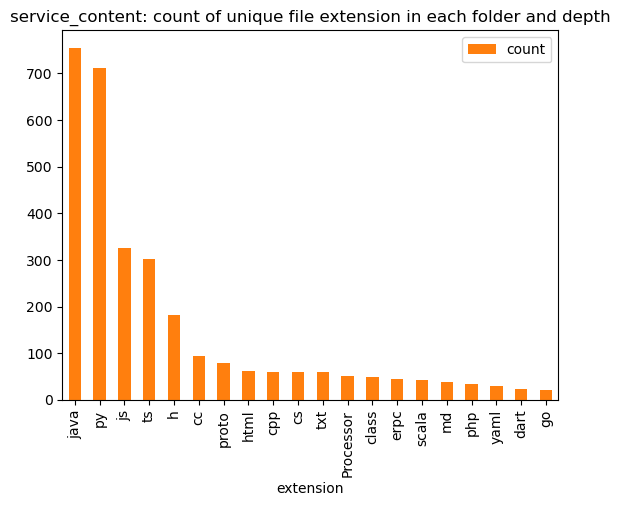 service_content: count of unique file extension in each folder and depth
count
700
600
500
400
300
200
100
0
java
py
js
ts
h
cc
proto
html
cpp
cs
txt
Processor
class
erpc
scala
md
php
yaml
dart
go
extension